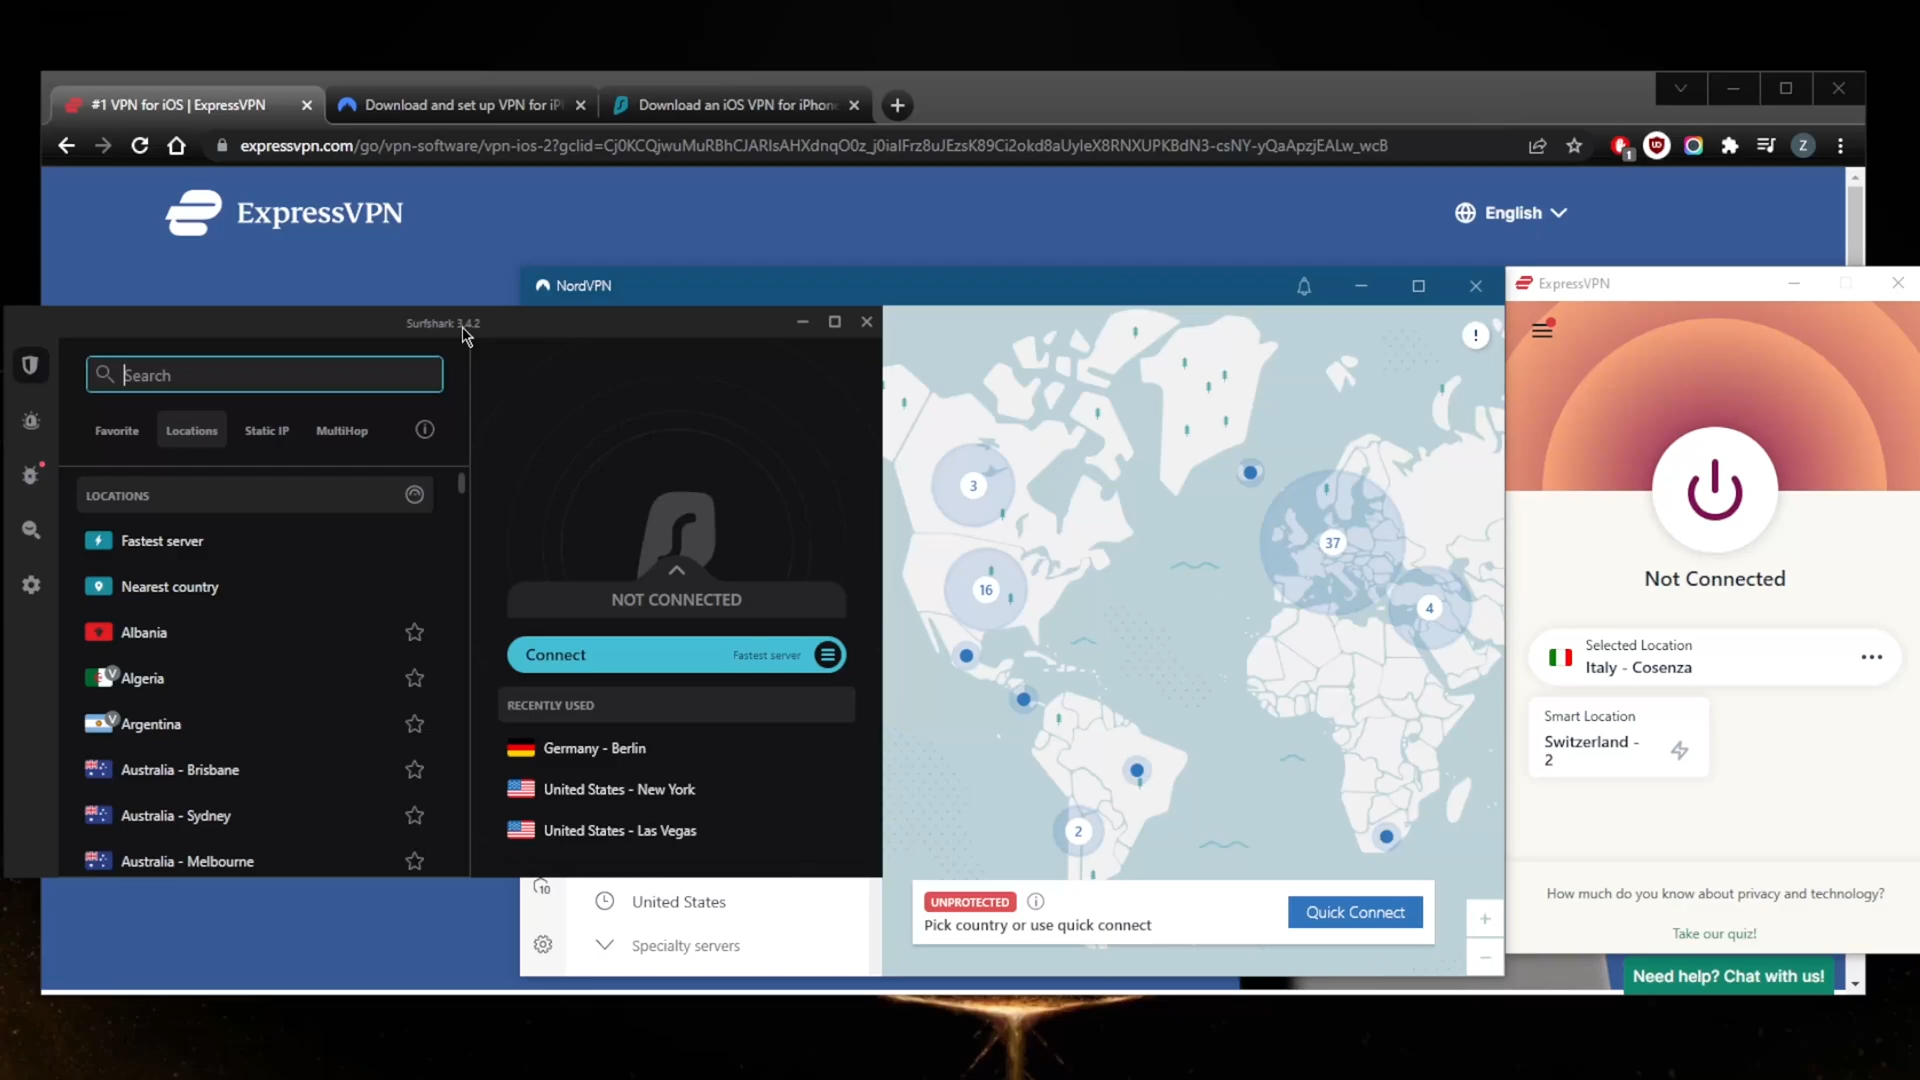 #1 VPN for iOS | ExpressVPN
Download and set up VPN for iP
Download an iOS VPN for iPhon
expressvpn.com/go/vpn-software/vpn-ios-2?gclid=Cj0KCQjwuMuRBhCJARIsAHXdnqO0z_j0iaIFrz8uJEzsK89Ci2okd8aUyIeX8RNXUPKBdN3-csNY-yQaApzjEALw_wcB
1
Z
ExpressVPN
English
NordVPN
ExpressVPN
Surfshark 3.4.2
Search
Favorite
Locations
Static IP
MultiHop
LOCATIONS
Fastest server
Nearest country
Albania
V
Algeria
V
Argentina
Australia - Brisbane
Australia - Sydney
Australia - Melbourne
NOT CONNECTED
Connect
Fastest server
RECENTLY USED
Germany - Berlin
United States - New York
United States - Las Vegas
10
United States
Specialty servers
!
3
37
16
4
2
UNPROTECTED
Pick country or use quick connect
Quick Connect
+
−
Not Connected
Selected Location
Italy - Cosenza
Smart Location
Switzerland -
2
How much do you know about privacy and technology?
Take our quiz!
Need help? Chat with us!